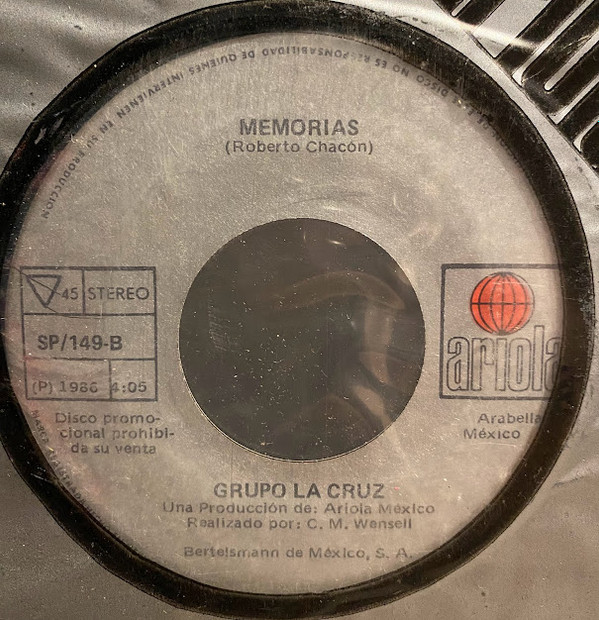 DISCO NO ES RESPONSABILIDAD DE QUIENES INTERVIENEN EN SU PRODUCCION
MEMORIAS
(Roberto Chacón)
45 STEREO
SP/149-B
(P) 1986 4:05
ariola
Disco promo-
cional prohibi-
da su venta
Arabella
México
GRUPO LA CRUZ
Una Producción de: Ariola México
Realizado por: C. M. Wensell
Bertelsmann de México, S. A.